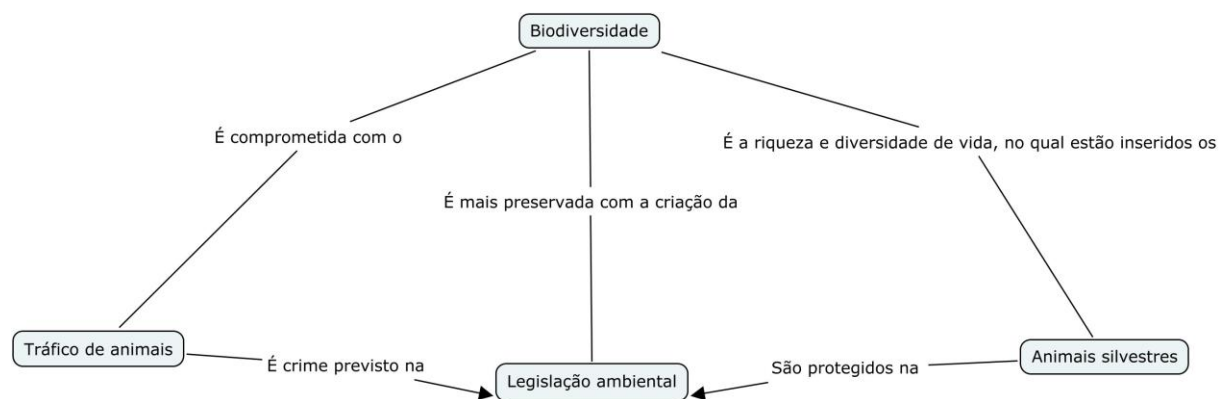 Biodiversidade
É comprometida com o
É a riqueza e diversidade de vida, no qual estão inseridos os
É mais preservada com a criação da
Tráfico de animais
É crime previsto na
Legislação ambiental
São protegidos na
Animais silvestres